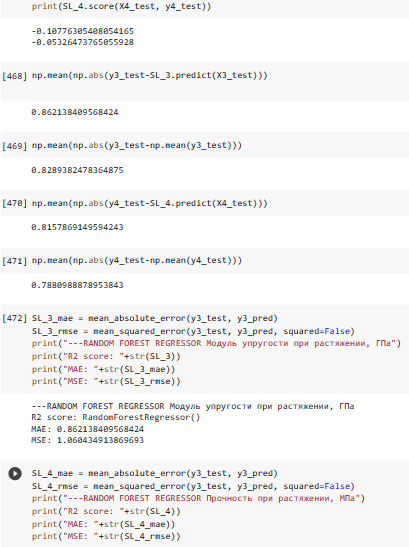 print(SL_4.score(X4_test, y4_test))
-0.10776305408054165
-0.05326473765055928
[468] np.mean(np.abs(y3_test-SL_3.predict(X3_test)))
0.862138409568424
[469] np.mean(np.abs(y3_test-np.mean(y3_test)))
0.8289382478364875
[470] np.mean(np.abs(y4_test-SL_4.predict(X4_test)))
0.8157869149594243
[471] np.mean(np.abs(y4_test-np.mean(y4_test)))
0.7880988878953843
[472] SL_3_mae = mean_absolute_error(y3_test, y3_pred)
SL_3_rmse = mean_squared_error(y3_test, y3_pred, squared=False)
print("---RANDOM FOREST REGRESSOR Модуль упругости при растяжении, ГПа")
print("R2 score: "+str(SL_3))
print("MAE: "+str(SL_3_mae))
print("MSE: "+str(SL_3_rmse))
---RANDOM FOREST REGRESSOR Модуль упругости при растяжении, ГПа
R2 score: RandomForestRegressor()
MAE: 0.862138409568424
MSE: 1.060434913869693
SL_4_mae = mean_absolute_error(y3_test, y3_pred)
SL_4_rmse = mean_squared_error(y3_test, y3_pred, squared=False)
print("---RANDOM FOREST REGRESSOR Прочность при растяжении, МПа")
print("R2 score: "+str(SL_4))
print("MAE: "+str(SL_4_mae))
print("MSE: "+str(SL_4_rmse))